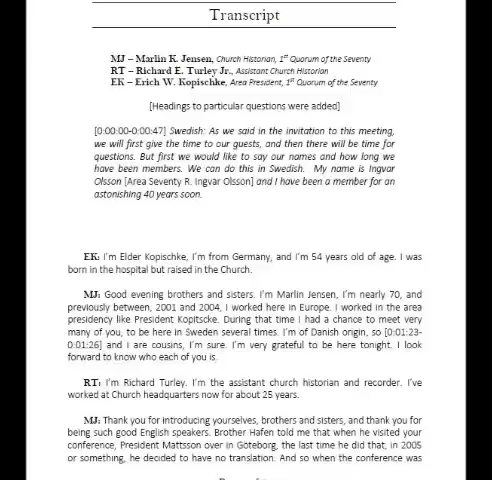 Transcript
MJ – Marlin K. Jensen, Church Historian, 1st Quorum of the Seventy
RT – Richard E. Turley Jr., Assistant Church Historian
EK – Erich W. Kopischke, Area President, 1st Quorum of the Seventy
[Headings to particular questions were added]
[0:00:00-0:00:47] Swedish: As we said in the invitation to this meeting,
we will first give the time to our guests, and then there will be time for
questions. But first we would like to say our names and how long we
have been members. We can do this in Swedish. My name is Ingvar
Olsson [Area Seventy R. Ingvar Olsson] and I have been a member for an
astonishing 40 years soon.
EK: I'm Elder Kopischke, I'm from Germany, and I'm 54 years old of age. I was
born in the hospital but raised in the Church.
MJ: Good evening brothers and sisters. I'm Marlin Jensen, I'm nearly 70, and
previously between, 2001 and 2004, I worked here in Europe. I worked in the area
presidency like President Kopitscke. During that time I had a chance to meet very
many of you, to be here in Sweden several times. I'm of Danish origin, so [0:01:23-
0:01:26] and I are cousins, I'm sure. I'm very grateful to be here tonight. I look
forward to know who each of you is.
RT: I'm Richard Turley. I'm the assistant church historian and recorder. I've
worked at Church headquarters now for about 25 years.
MJ: Thank you for introducing yourselves, brothers and sisters, and thank you for
being such good English speakers. Brother Hafen told me that when he visited your
conference, President Mattsson over in Göteborg, the last time he did that, in 2005
or something, he decided to have no translation. And so when the conference was